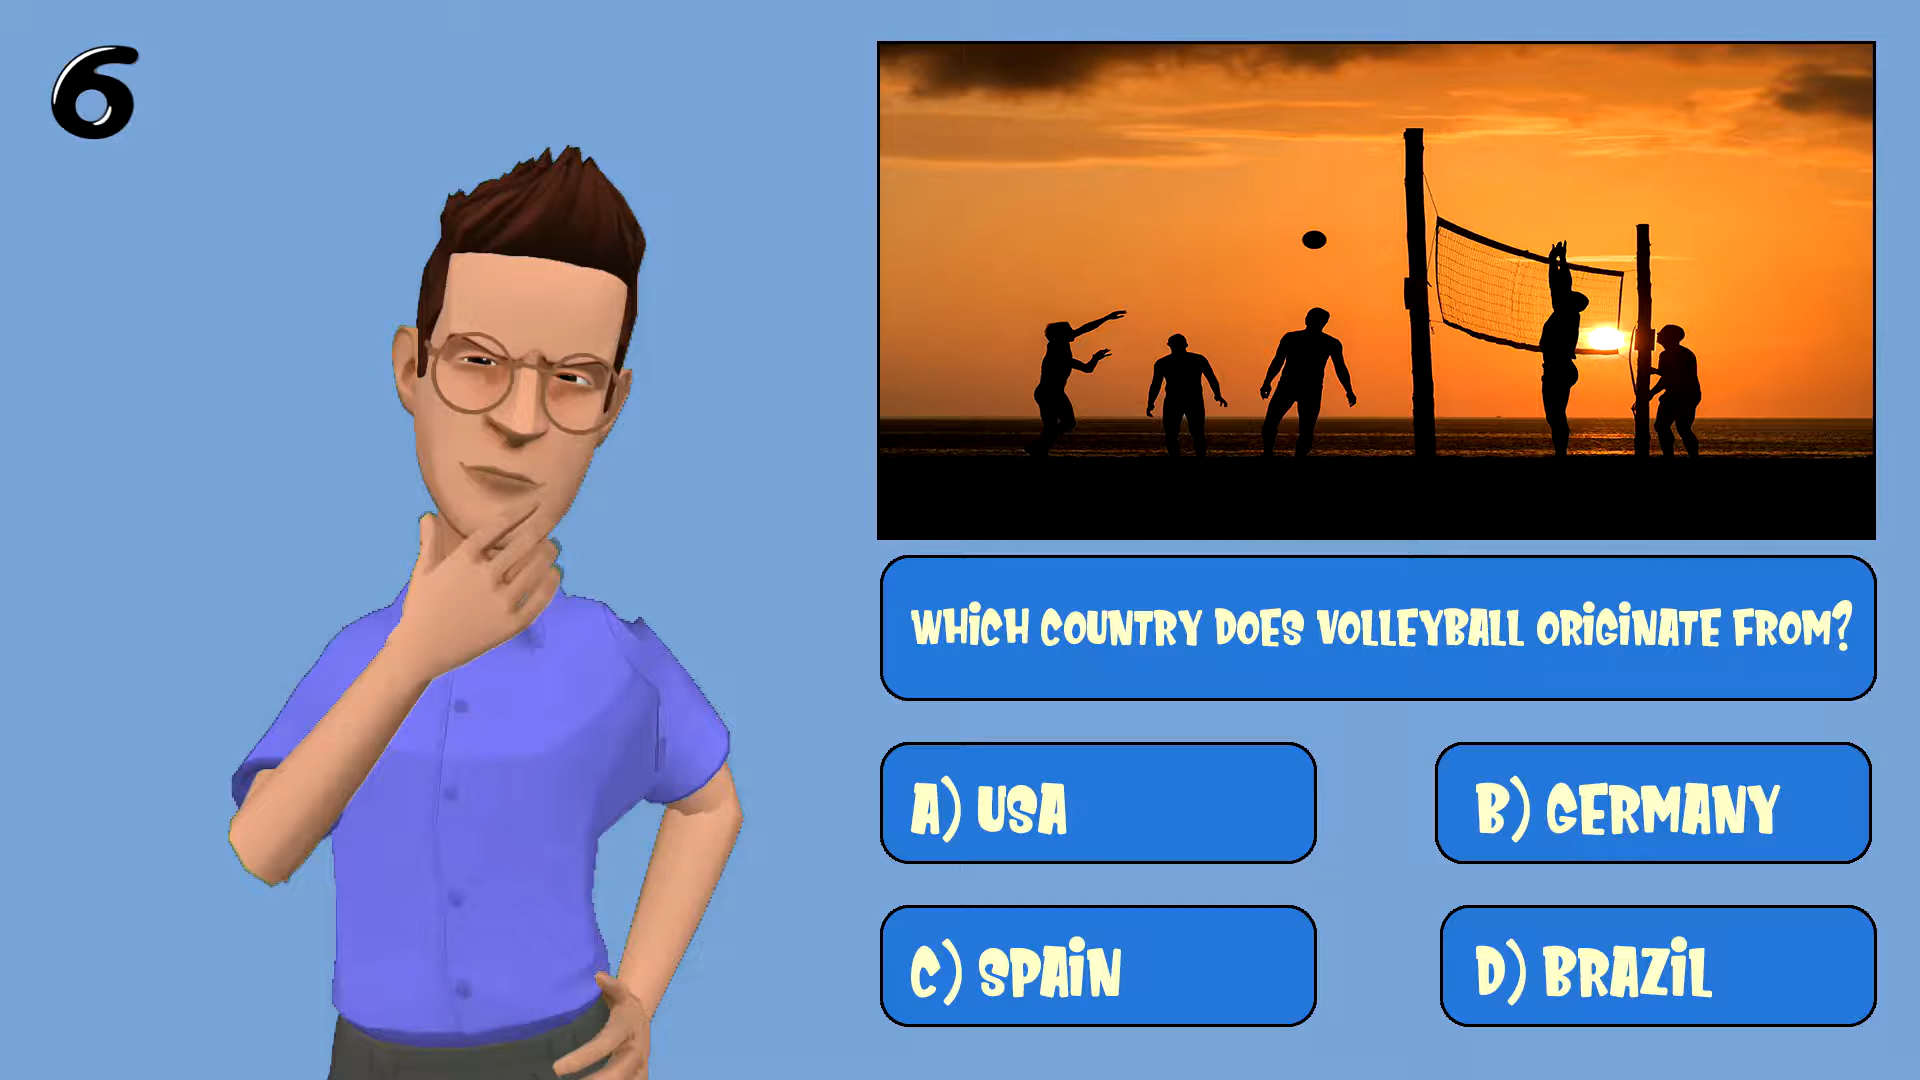 6
WHICH COUNTRY DOES VOLLEYBALL ORIGINATE FROM?
A) USA
B) GERMANY
C) SPAIN
D) BRAZIL